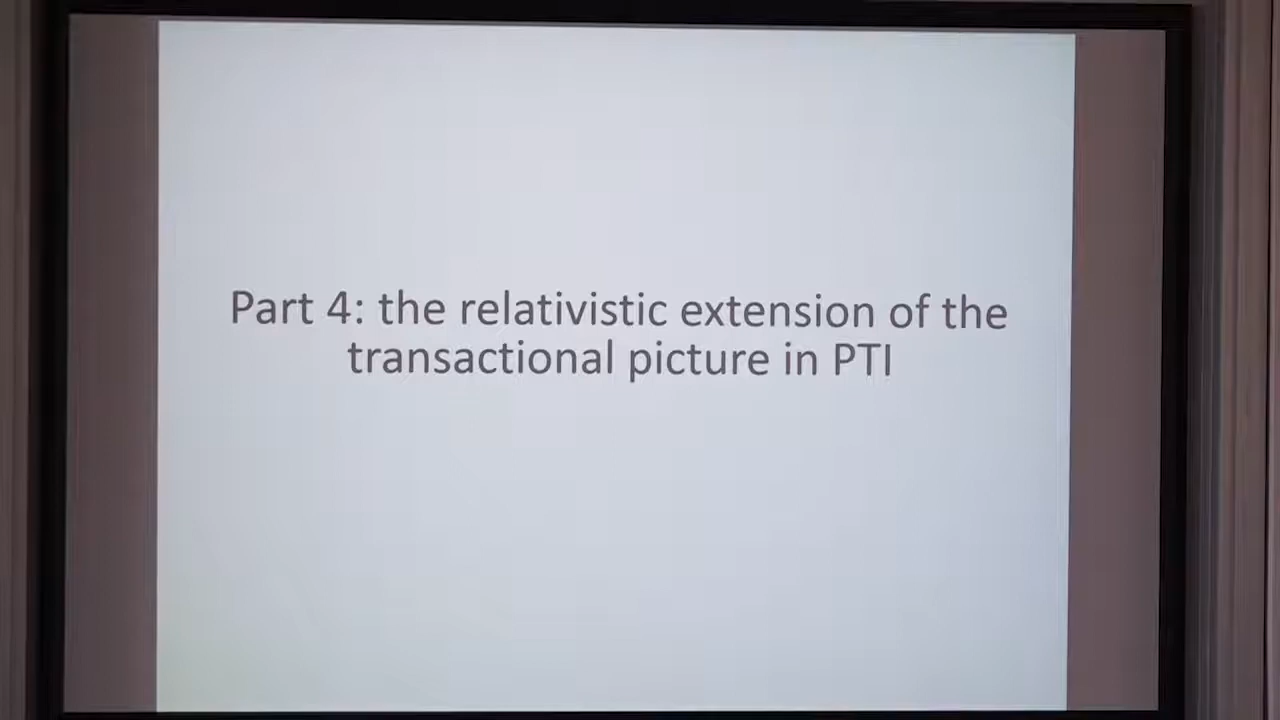 Part 4: the relativistic extension of the
transactional picture in PTI